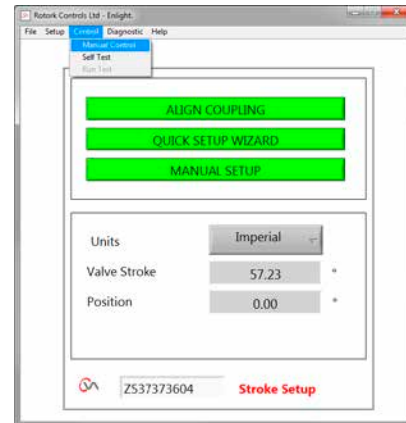 Rotork Controls Ltd - Enlight.
File Setup Control Diagnostic Help
Manual Control
Self Test
Run Test
ALIGN COUPLING
QUICK SETUP WIZARD
MANUAL SETUP
Units Imperial
Valve Stroke 57.23 °
Position 0.00 °
ZS37373604 Stroke Setup